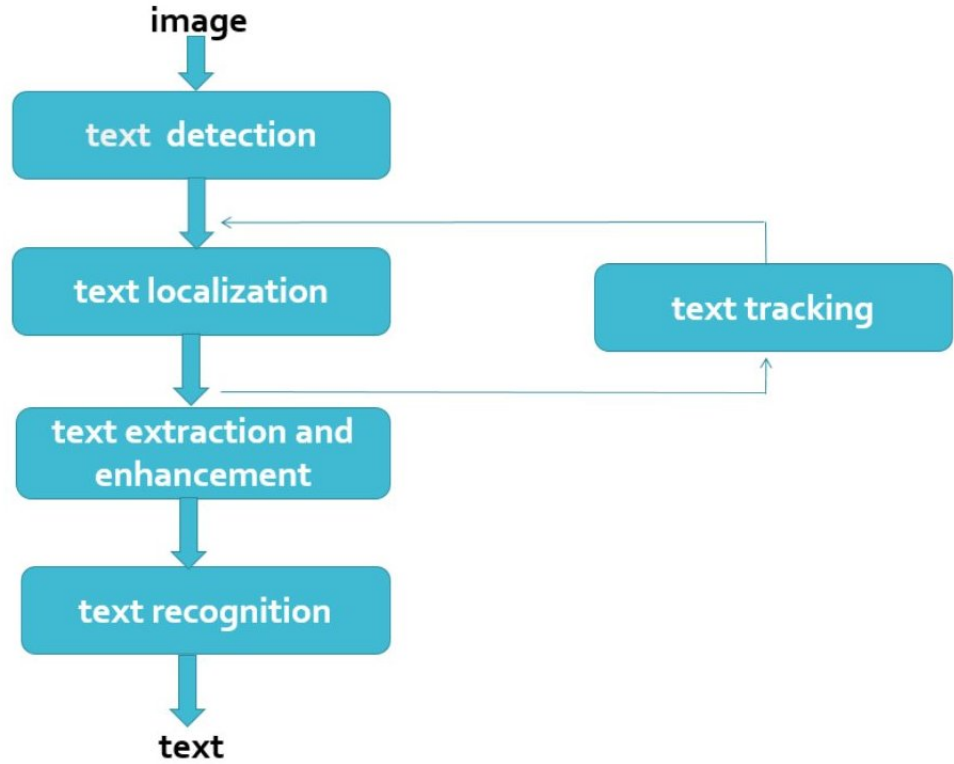 image
text detection
text localization
text tracking
text extraction and
enhancement
text recognition
text